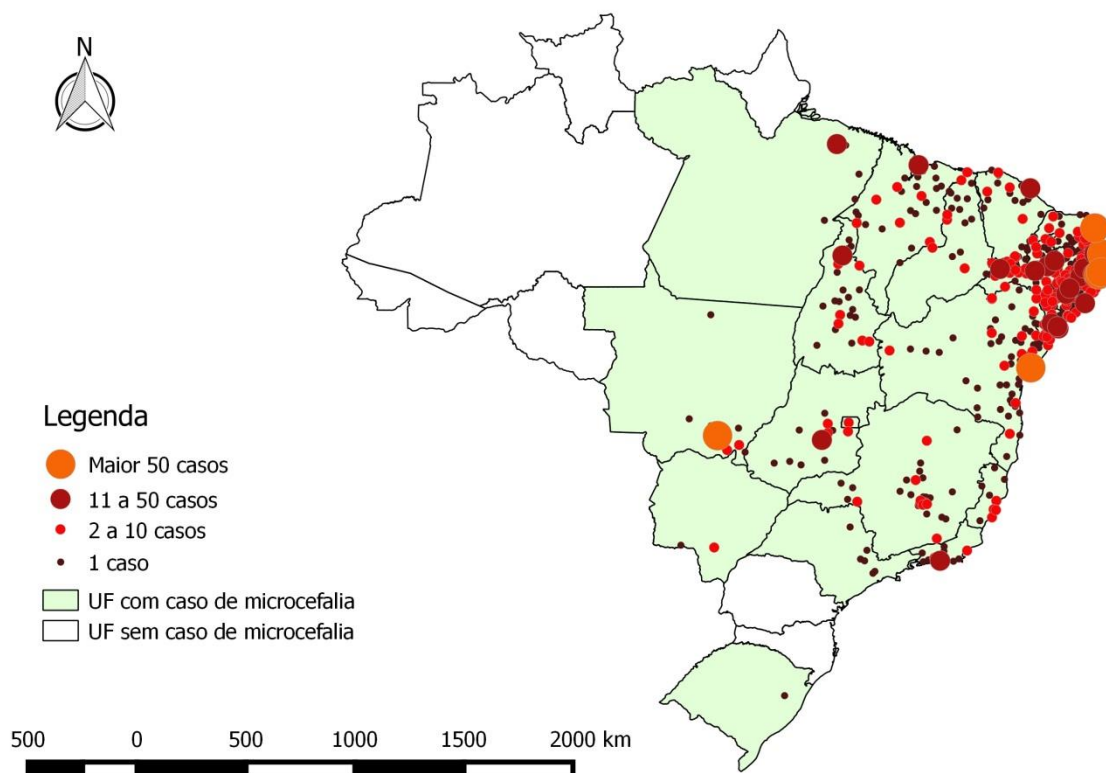 N
Legenda
Maior 50 casos
11 a 50 casos
2 a 10 casos
1 caso
UF com caso de microcefalia
UF sem caso de microcefalia
500 0 500 1000 1500 2000 km